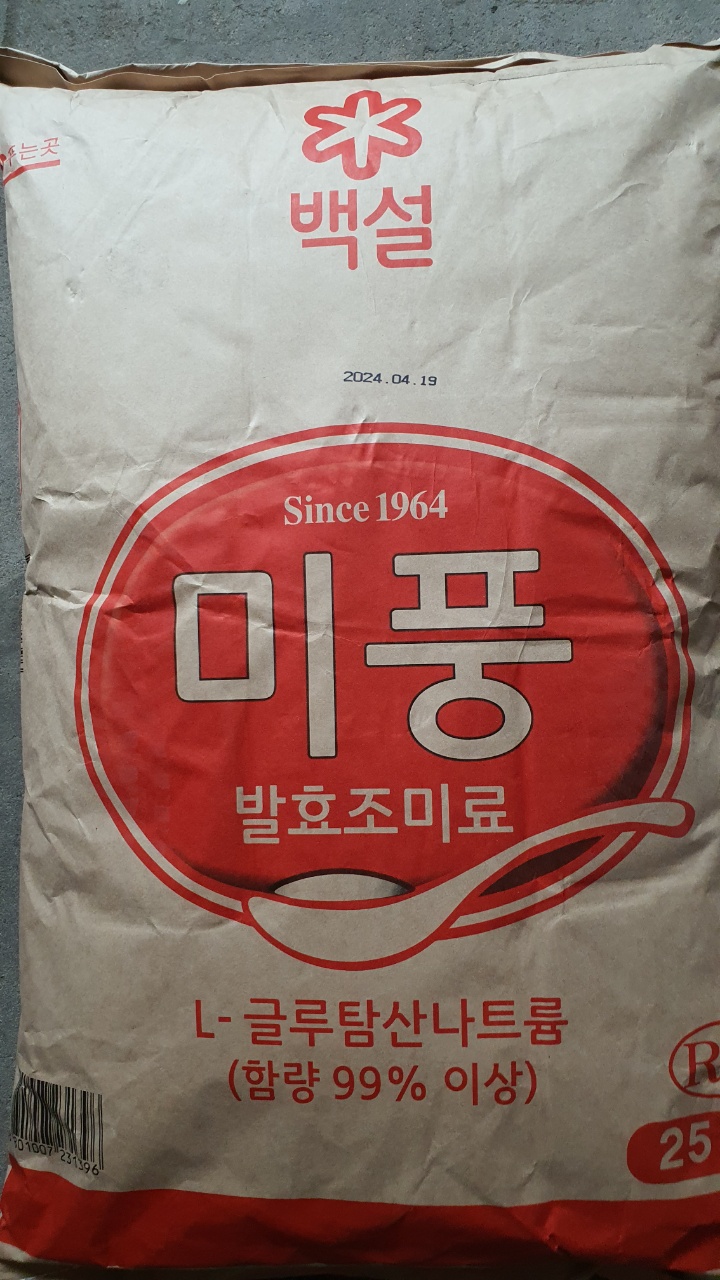 백설
2024.04.19
Since 1964
미풍
발효조미료
L-글루탐산나트륨
(함량 99% 이상)
R
25